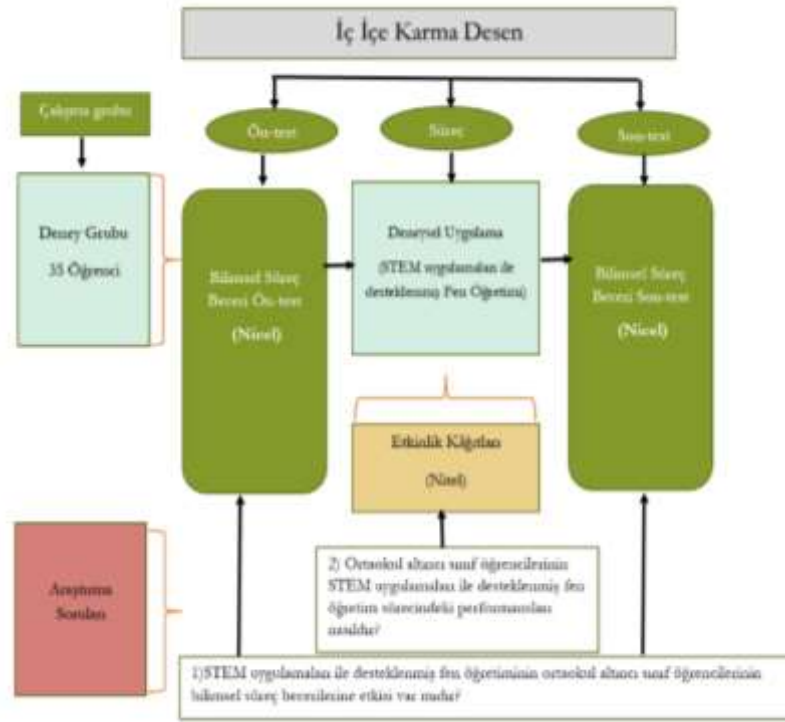 İç İçe Karma Desen
Çalışma grubu
Ön-test
Süreç
Son-test
Deney Grubu
35 Öğrenci
Bilimsel Süreç
Beceri Ön-test
(Nicel)
Deneysel Uygulama
(STEM uygulamaları ile
desteklenmiş Fen Öğretimi)
Bilimsel Süreç
Beceri Son-test
(Nicel)
Etkinlik Kâğıtları
(Nitel)
Araştırma
Soruları
2) Ortaokul altıncı sınıf öğrencilerinin
STEM uygulamaları ile desteklenmiş fen
öğretim sürecindeki performansları
nasıldır?
1)STEM uygulamaları ile desteklenmiş fen öğretiminin ortaokul altıncı sınıf öğrencilerinin
bilimsel süreç becerilerine etkisi var mıdır?